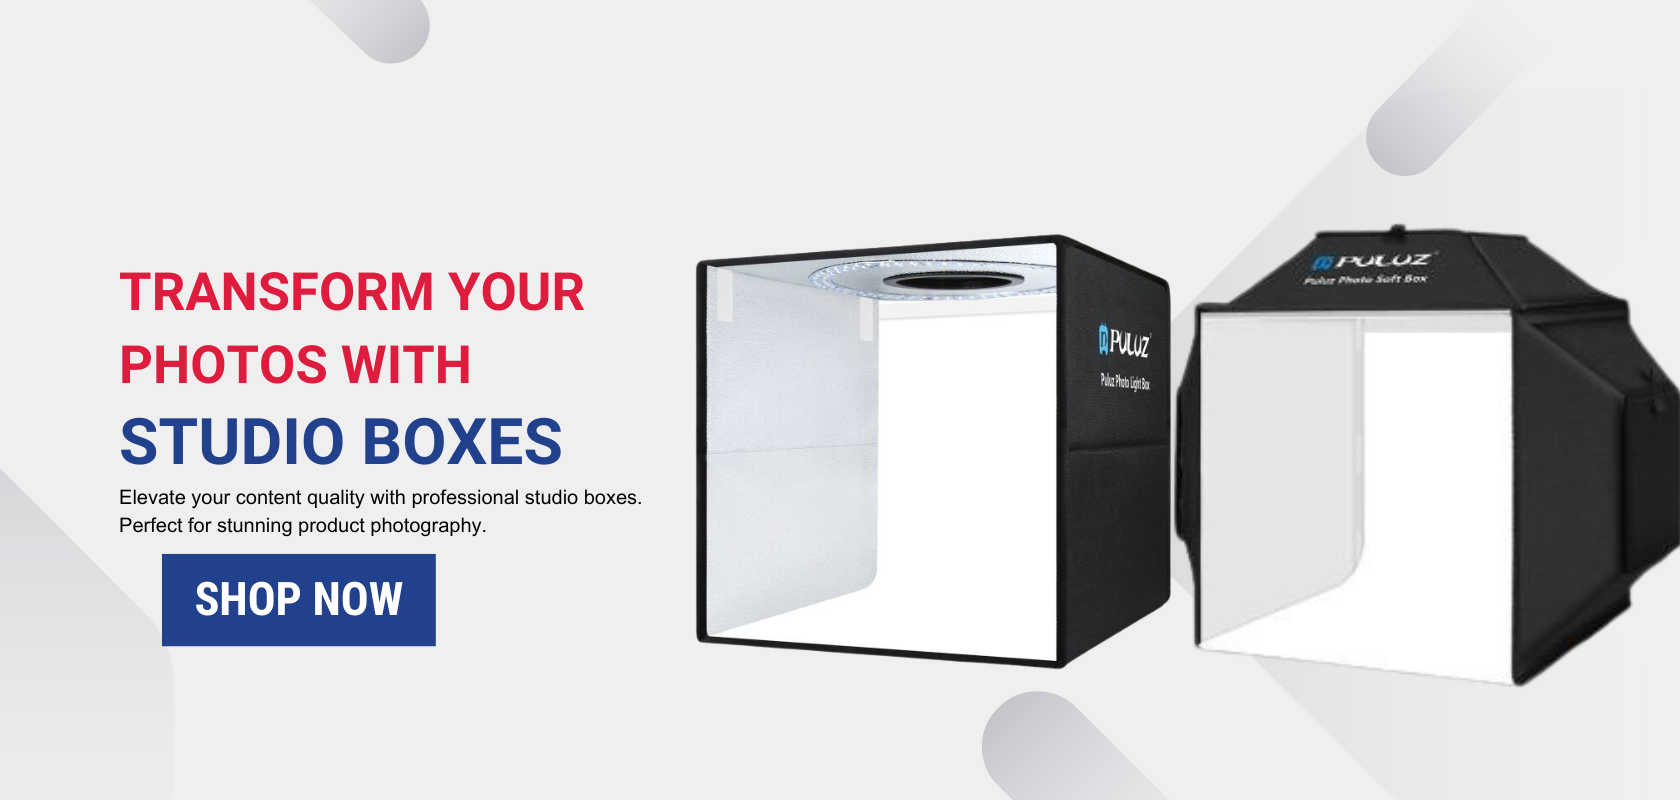 TRANSFORM YOUR
PHOTOS WITH
STUDIO BOXES
Elevate your content quality with professional studio boxes.
Perfect for stunning product photography.
SHOP NOW
PULUZ
Puluz Photo Light Box
PULUZ
Puluz Photo Soft Box